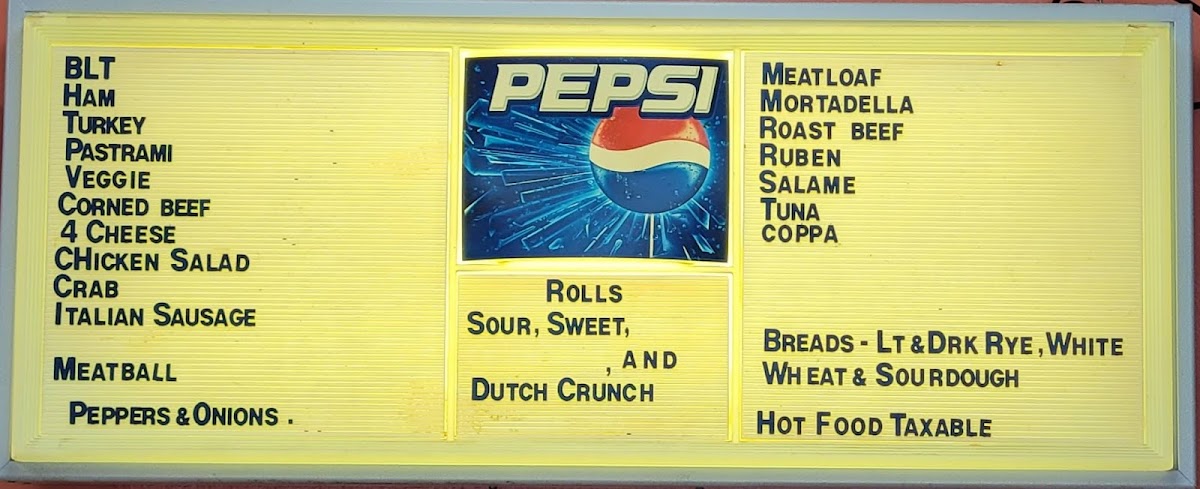 BLT
HAM
TURKEY
PASTRAMI
VEGGIE
CORNED BEEF
4 CHEESE
CHICKEN SALAD
CRAB
ITALIAN SAUSAGE
MEATBALL
PEPPERS & ONIONS .
PEPSI
ROLLS
SOUR, SWEET,
, AND
DUTCH CRUNCH
MEATLOAF
MORTADELLA
ROAST BEEF
RUBEN
SALAME
TUNA
COPPA
BREADS - LT & DRK RYE, WHITE
WHEAT & SOURDOUGH
HOT FOOD TAXABLE